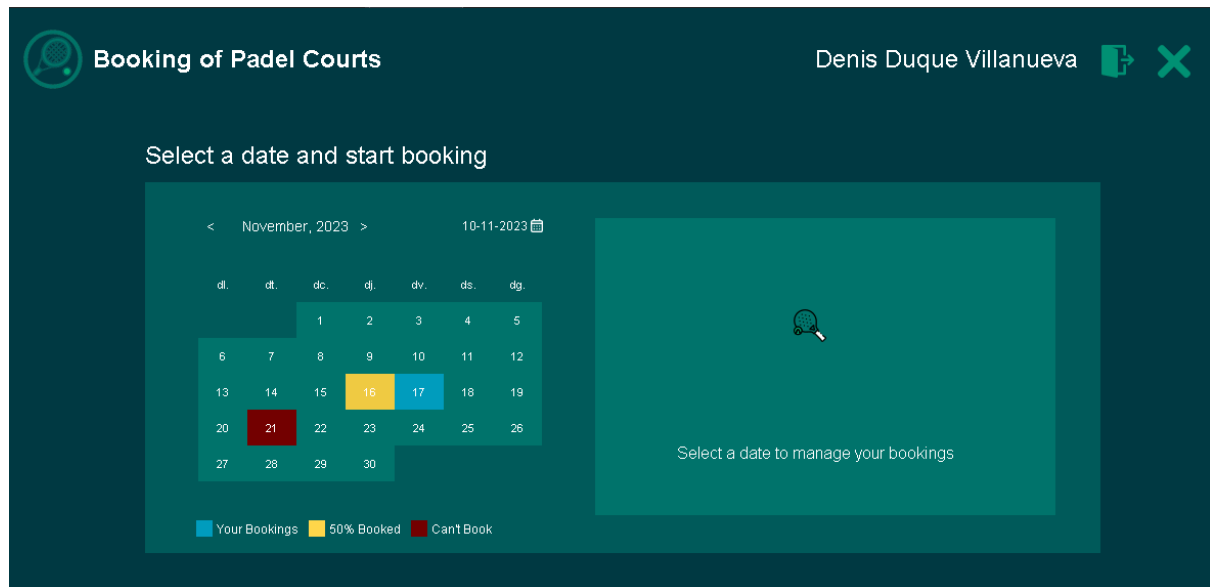 Booking of Padel Courts
Denis Duque Villanueva
Select a date and start booking
< November, 2023 >
10-11-2023
dl. dt. dc. dj. dv. ds. dg.
1 2 3 4 5
6 7 8 9 10 11 12
13 14 15 16 17 18 19
20 21 22 23 24 25 26
27 28 29 30
Your Bookings 50% Booked Can't Book
Select a date to manage your bookings